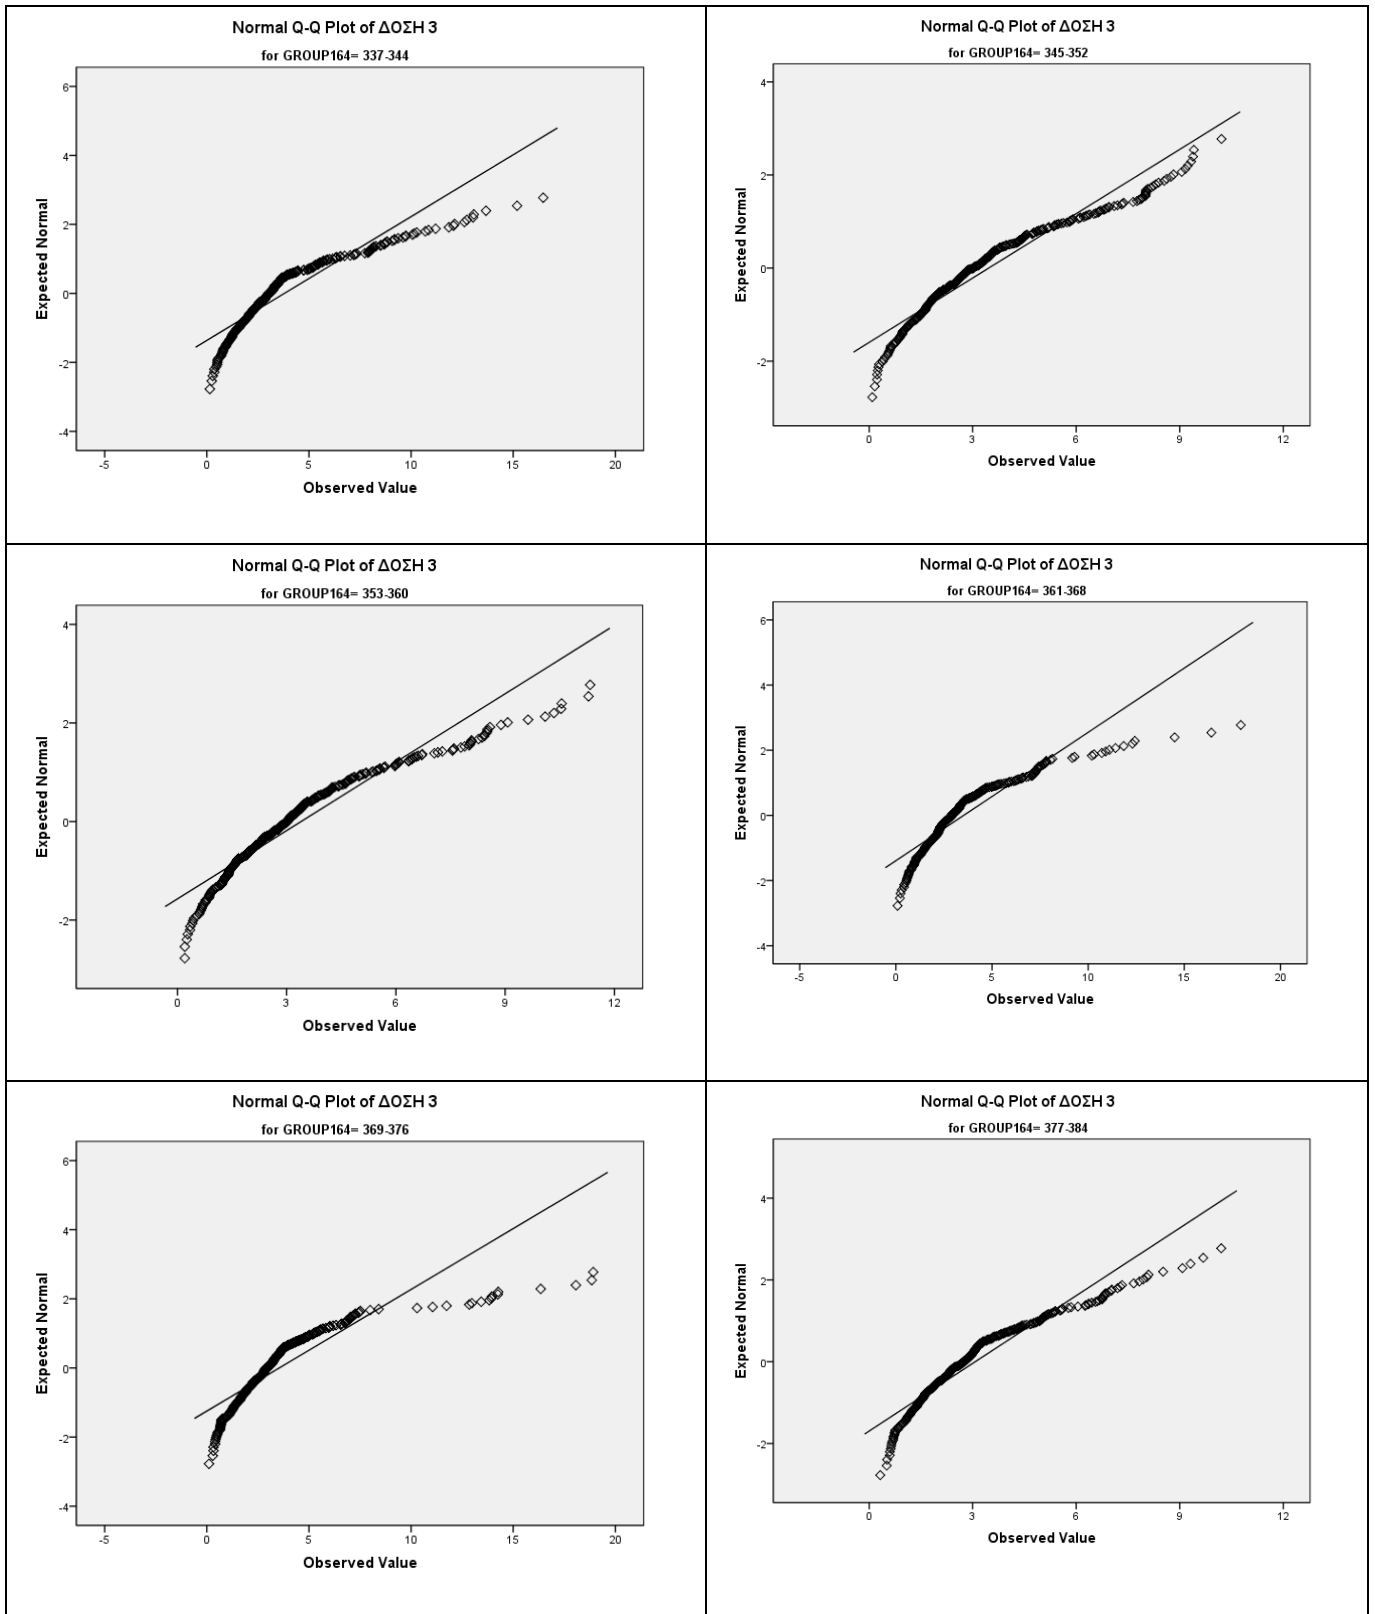 Normal Q-Q Plot of ΔΟΣΗ 3
for GROUP164= 337-344
6
4
2
0
-2
-4
Expected Normal
-5 0 5 10 15 20
Observed Value
Normal Q-Q Plot of ΔΟΣΗ 3
for GROUP164= 345-352
4
2
0
-2
Expected Normal
0 3 6 9 12
Observed Value
Normal Q-Q Plot of ΔΟΣΗ 3
for GROUP164= 353-360
4
2
0
-2
Expected Normal
0 3 6 9 12
Observed Value
Normal Q-Q Plot of ΔΟΣΗ 3
for GROUP164= 361-368
6
4
2
0
-2
-4
Expected Normal
-5 0 5 10 15 20
Observed Value
Normal Q-Q Plot of ΔΟΣΗ 3
for GROUP164= 369-376
6
4
2
0
-2
-4
Expected Normal
-5 0 5 10 15 20
Observed Value
Normal Q-Q Plot of ΔΟΣΗ 3
for GROUP164= 377-384
4
2
0
-2
Expected Normal
0 3 6 9 12
Observed Value